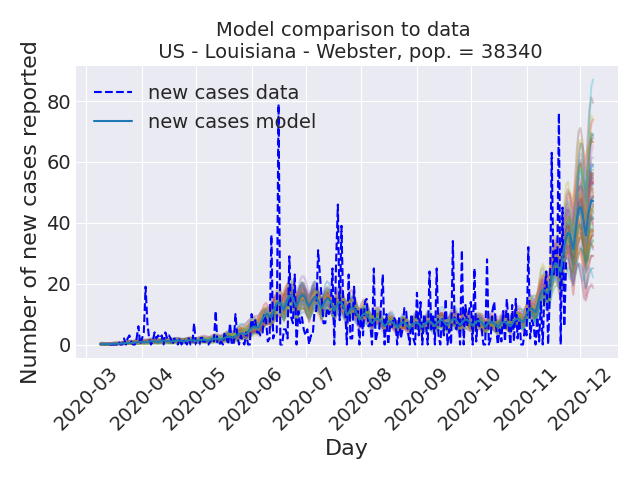 Model comparison to data
US - Louisiana - Webster, pop. = 38340
new cases data
new cases model
Number of new cases reported
80
60
40
20
0
2020-03
2020-04
2020-05
2020-06
2020-07
2020-08
2020-09
2020-10
2020-11
2020-12
Day